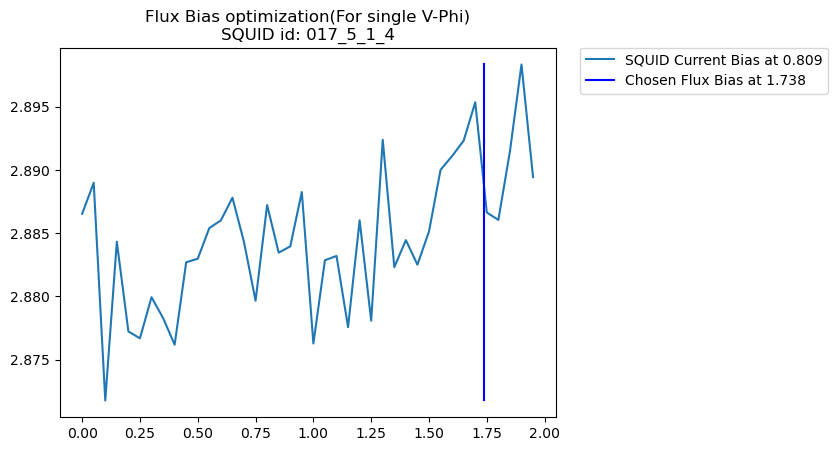 Flux Bias optimization(For single V-Phi)
SQUID id: 017_5_1_4
SQUID Current Bias at 0.809
Chosen Flux Bias at 1.738
2.895
2.890
2.885
2.880
2.875
0.00 0.25 0.50 0.75 1.00 1.25 1.50 1.75 2.00